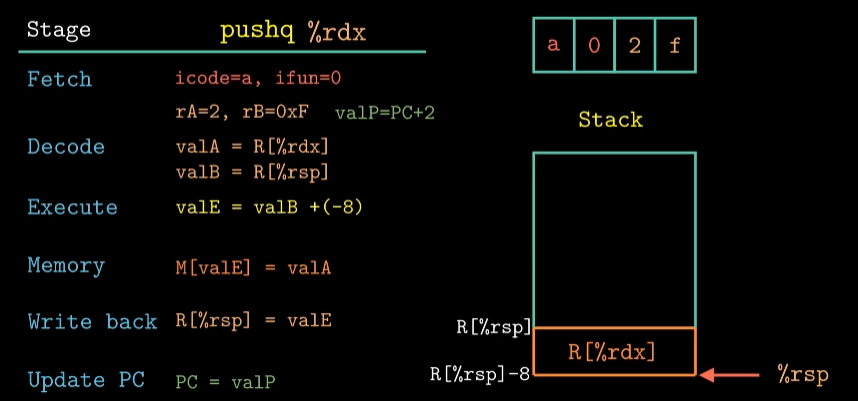 Stage pushq %rdx
a 0 2 f
Fetch icode=a, ifun=0
rA=2, rB=0xF valP=PC+2
Stack
Decode valA = R[%rdx]
valB = R[%rsp]
Execute valE = valB +(-8)
Memory M[valE] = valA
Write back R[%rsp] = valE
R[%rsp]
R[%rdx]
R[%rsp]-8
%rsp
Update PC PC = valP